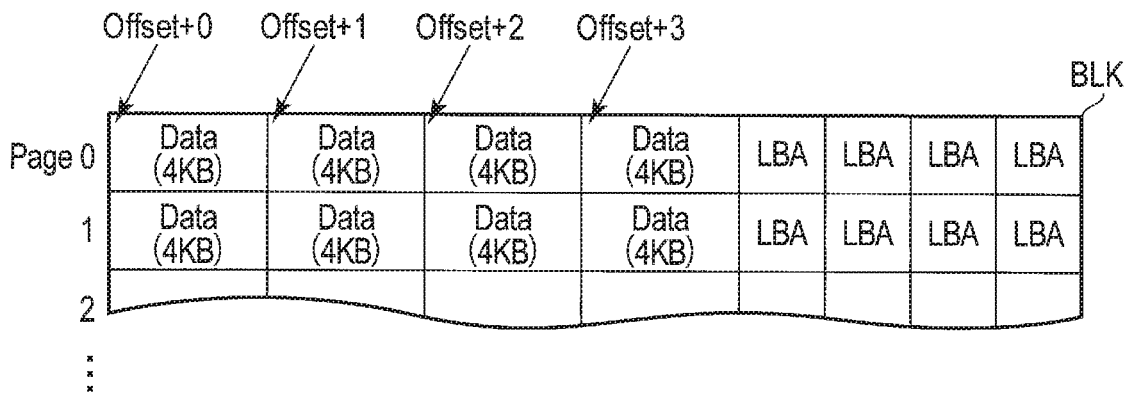 Offset+0 Offset+1 Offset+2 Offset+3
BLK
Page 0 Data (4KB) Data (4KB) Data (4KB) Data (4KB) LBA LBA LBA LBA
1 Data (4KB) Data (4KB) Data (4KB) Data (4KB) LBA LBA LBA LBA
2